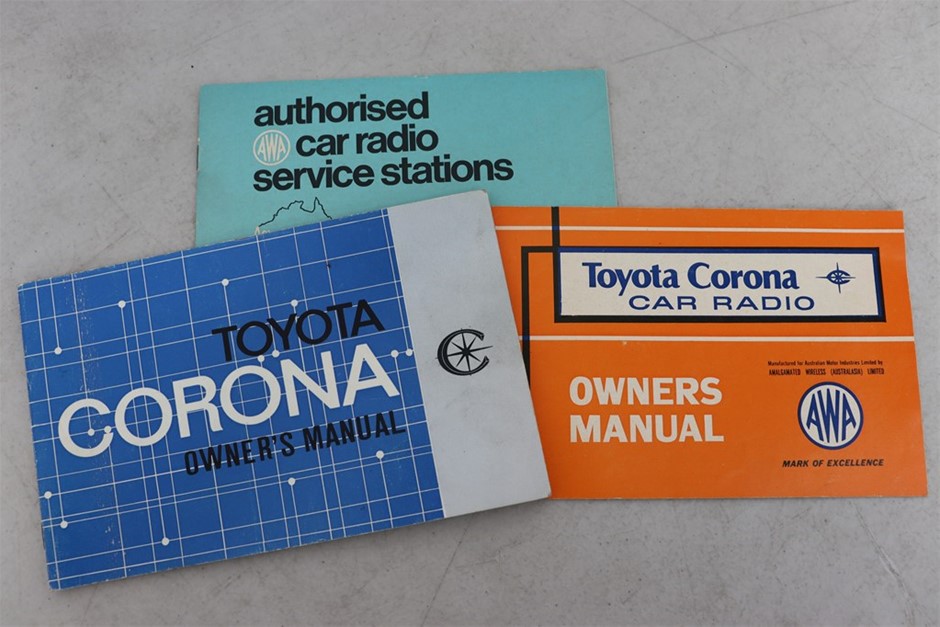 authorised
AWA car radio
service stations
TOYOTA
CORONA
OWNER'S MANUAL
C
Toyota Corona
CAR RADIO
Manufactured for Australian Motor Industries Limited by
AMALGAMATED WIRELESS (AUSTRALASIA) LIMITED
OWNERS
MANUAL
AWA
MARK OF EXCELLENCE